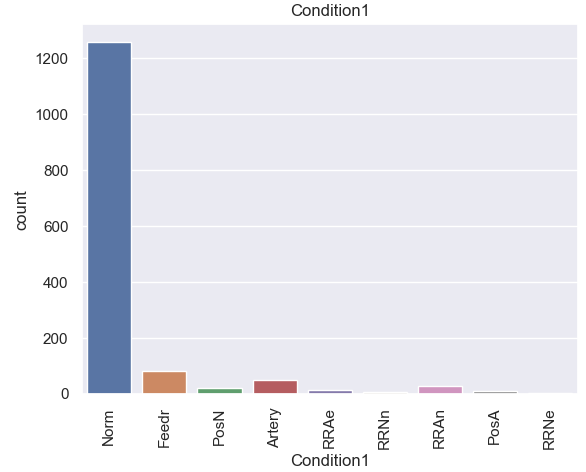 Condition1
count
1200
1000
800
600
400
200
0
Norm
Feedr
PosN
Artery
RRAe
RRNn
RRAn
PosA
RRNe
Condition1